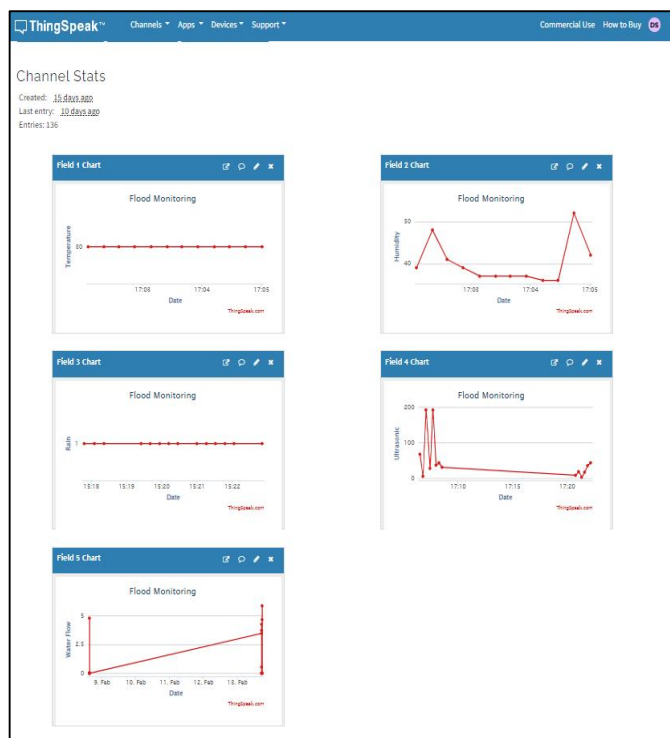 ThingSpeak™ Channels Apps Devices Support Commercial Use How to Buy DS
Channel Stats
Created: 15 days ago
Last entry: 10 days ago
Entries: 136
Field 1 Chart
Flood Monitoring
Temperature
30
17:03 17:04 17:05
Date
ThingSpeak.com
Field 2 Chart
Flood Monitoring
Humidity
50
40
17:03 17:04 17:05
Date
ThingSpeak.com
Field 3 Chart
Flood Monitoring
Rain
1
15:18 15:19 15:20 15:21 15:22
Date
ThingSpeak.com
Field 4 Chart
Flood Monitoring
Ultrasonic
200
100
0
17:10 17:15 17:20
Date
ThingSpeak.com
Field 5 Chart
Flood Monitoring
Water Flow
5
2.5
0
9. Feb 10. Feb 11. Feb 12. Feb 13. Feb
Date
ThingSpeak.com